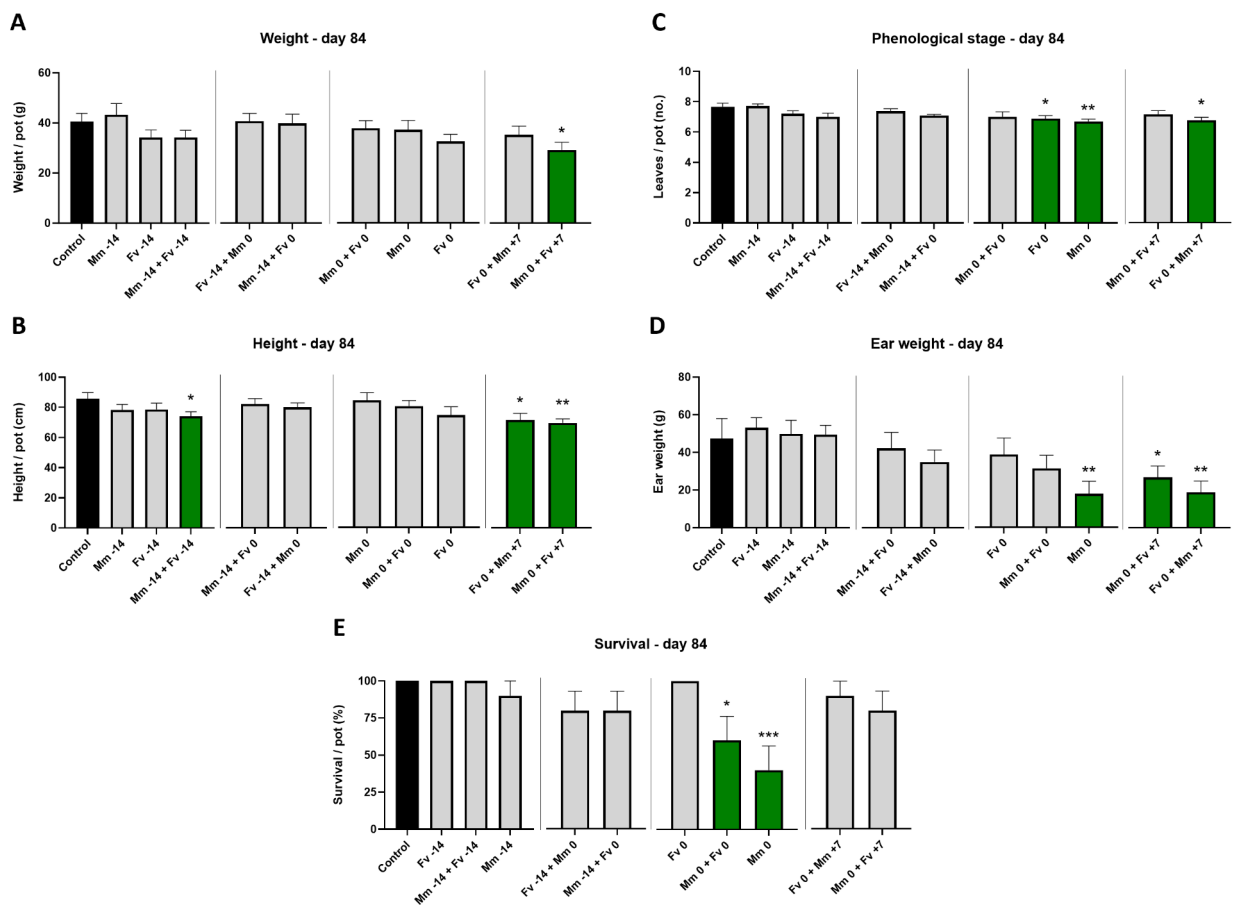 A
Weight - day 84
Weight / pot (g)
60
40
20
0
Control
Mm -14
Fv -14
Mm -14 + Fv -14
Fv -14 + Mm 0
Mm -14 + Fv 0
Mm 0 + Fv 0
Mm 0
Fv 0
Fv 0 + Mm +7
Mm 0 + Fv +7
*
C
Phenological stage - day 84
Leaves / pot (no.)
10
8
6
4
2
0
Control
Mm -14
Fv -14
Mm -14 + Fv -14
Fv -14 + Mm 0
Mm -14 + Fv 0
Mm 0 + Fv 0
Fv 0
Mm 0
Mm 0 + Fv +7
Fv 0 + Mm +7
*
**
*
B
Height - day 84
Height / pot (cm)
100
80
60
40
20
0
Control
Mm -14
Fv -14
Mm -14 + Fv -14
Mm -14 + Fv 0
Fv -14 + Mm 0
Mm 0
Mm 0 + Fv 0
Fv 0
Fv 0 + Mm +7
Mm 0 + Fv +7
*
*
**
D
Ear weight - day 84
Ear weight (g)
80
60
40
20
0
Control
Fv -14
Mm -14
Mm -14 + Fv -14
Mm -14 + Fv 0
Fv -14 + Mm 0
Fv 0
Mm 0 + Fv 0
Mm 0
Mm 0 + Fv +7
Fv 0 + Mm +7
**
*
**
E
Survival - day 84
Survival / pot (%)
100
75
50
25
0
Control
Fv -14
Mm -14 + Fv -14
Mm -14
Fv -14 + Mm 0
Mm -14 + Fv 0
Fv 0
Mm 0 + Fv 0
Mm 0
Fv 0 + Mm +7
Mm 0 + Fv +7
*
***